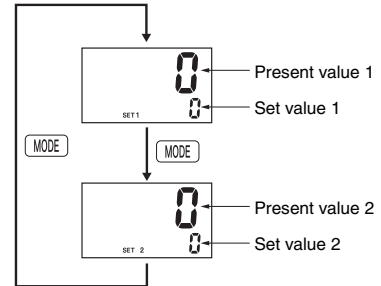 0
Present value 1
0
Set value 1
SET 1
MODE
MODE
0
Present value 2
0
Set value 2
SET 2